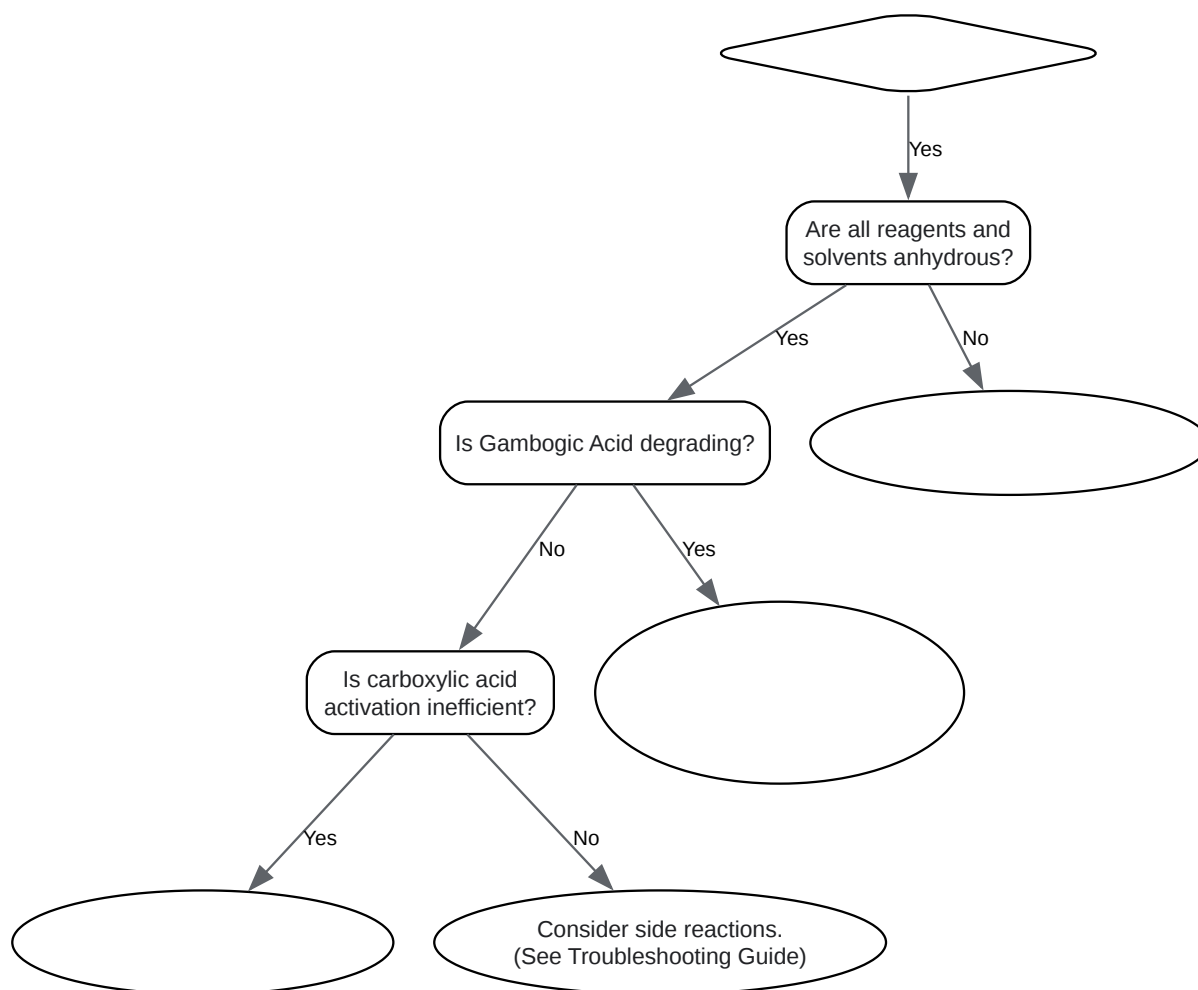 Yes
Are all reagents and
solvents anhydrous?
Yes
No
Is Gambogic Acid degrading?
No
Yes
Is carboxylic acid
activation inefficient?
Yes
No
Consider side reactions.
(See Troubleshooting Guide)